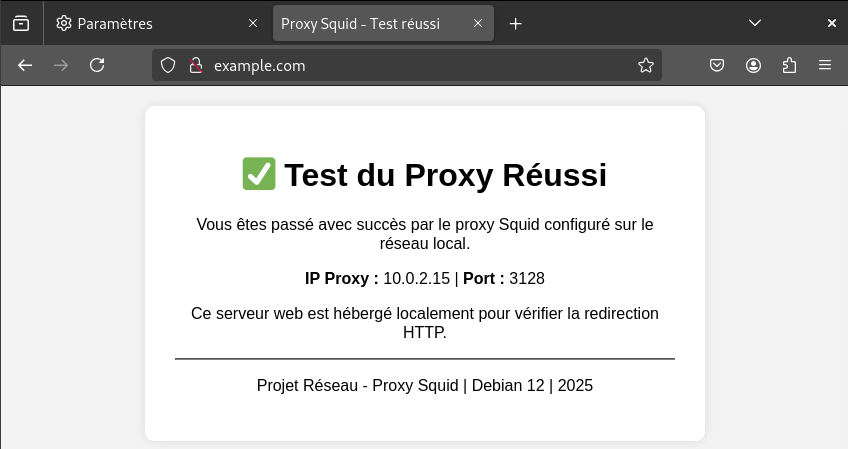 Paramètres
Proxy Squid - Test réussi
example.com
Test du Proxy Réussi
Vous êtes passé avec succès par le proxy Squid configuré sur le
réseau local.
IP Proxy : 10.0.2.15 | Port : 3128
Ce serveur web est hébergé localement pour vérifier la redirection
HTTP.
Projet Réseau - Proxy Squid | Debian 12 | 2025